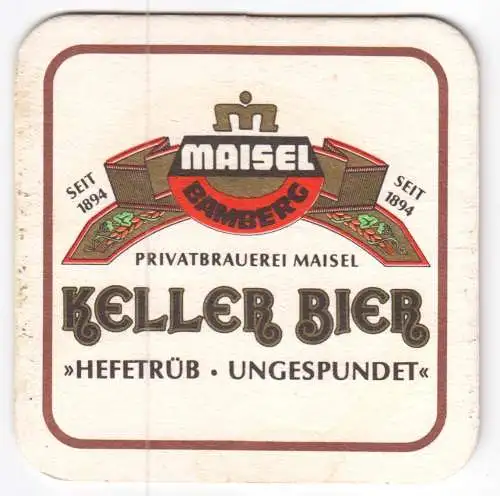 MAISEL
BAMBERG
SEIT
1894
SEIT
1894
PRIVATBRAUEREI MAISEL
KELLER BIER
»HEFETRÜB · UNGESPUNDET«